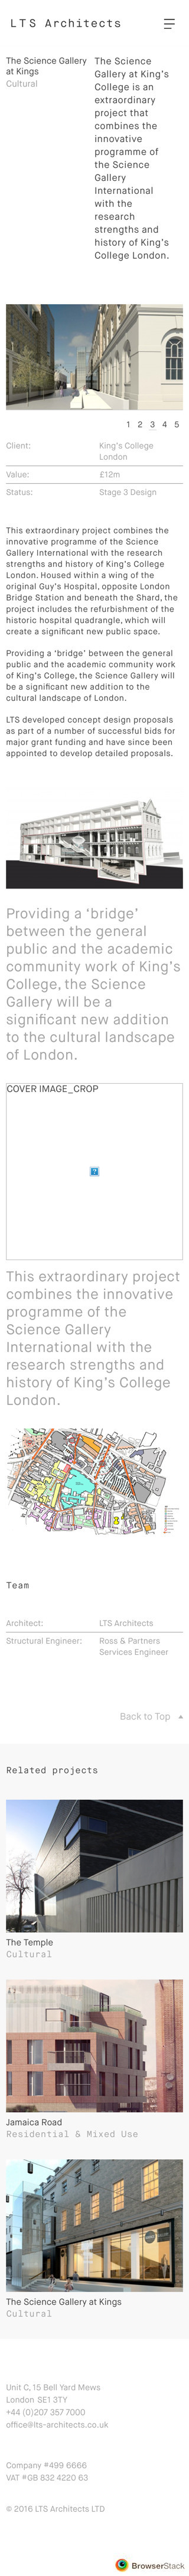 LTS Architects
The Science Gallery
at Kings
Cultural
The Science
Gallery at King's
College is an
extraordinary
project that
combines the
innovative
programme of
the Science
Gallery
International
with the
research
strengths and
history of King's
College London.
1 2 3 4 5
Client: King's College
London
Value: £12m
Status: Stage 3 Design
This extraordinary project combines the
innovative programme of the Science
Gallery International with the research
strengths and history of King's College
London. Housed within a wing of the
original Guy's Hospital, opposite London
Bridge Station and beneath the Shard, the
project includes the refurbishment of the
historic hospital quadrangle, which will
create a significant new public space.
Providing a 'bridge' between the general
public and the academic community work
of King's College, the Science Gallery will
be a significant new addition to the
cultural landscape of London.
LTS developed concept design proposals
as part of a number of successful bids for
major grant funding and have since been
appointed to develop detailed proposals.
Providing a 'bridge'
between the general
public and the academic
community work of King's
College, the Science
Gallery will be a
significant new addition
to the cultural landscape
of London.
COVER IMAGE_CROP
This extraordinary project
combines the innovative
programme of the
Science Gallery
International with the
research strengths and
history of King's College
London.
Team
Architect: LTS Architects
Structural Engineer: Ross & Partners
Services Engineer
Back to Top
Related projects
The Temple
Cultural
Jamaica Road
Residential & Mixed Use
The Science Gallery at Kings
Cultural
Unit C, 15 Bell Yard Mews
London SE1 3TY
+44 (0)207 357 7000
office@lts-architects.co.uk
Company #499 6666
VAT #GB 832 4220 63
© 2016 LTS Architects LTD
BrowserStack